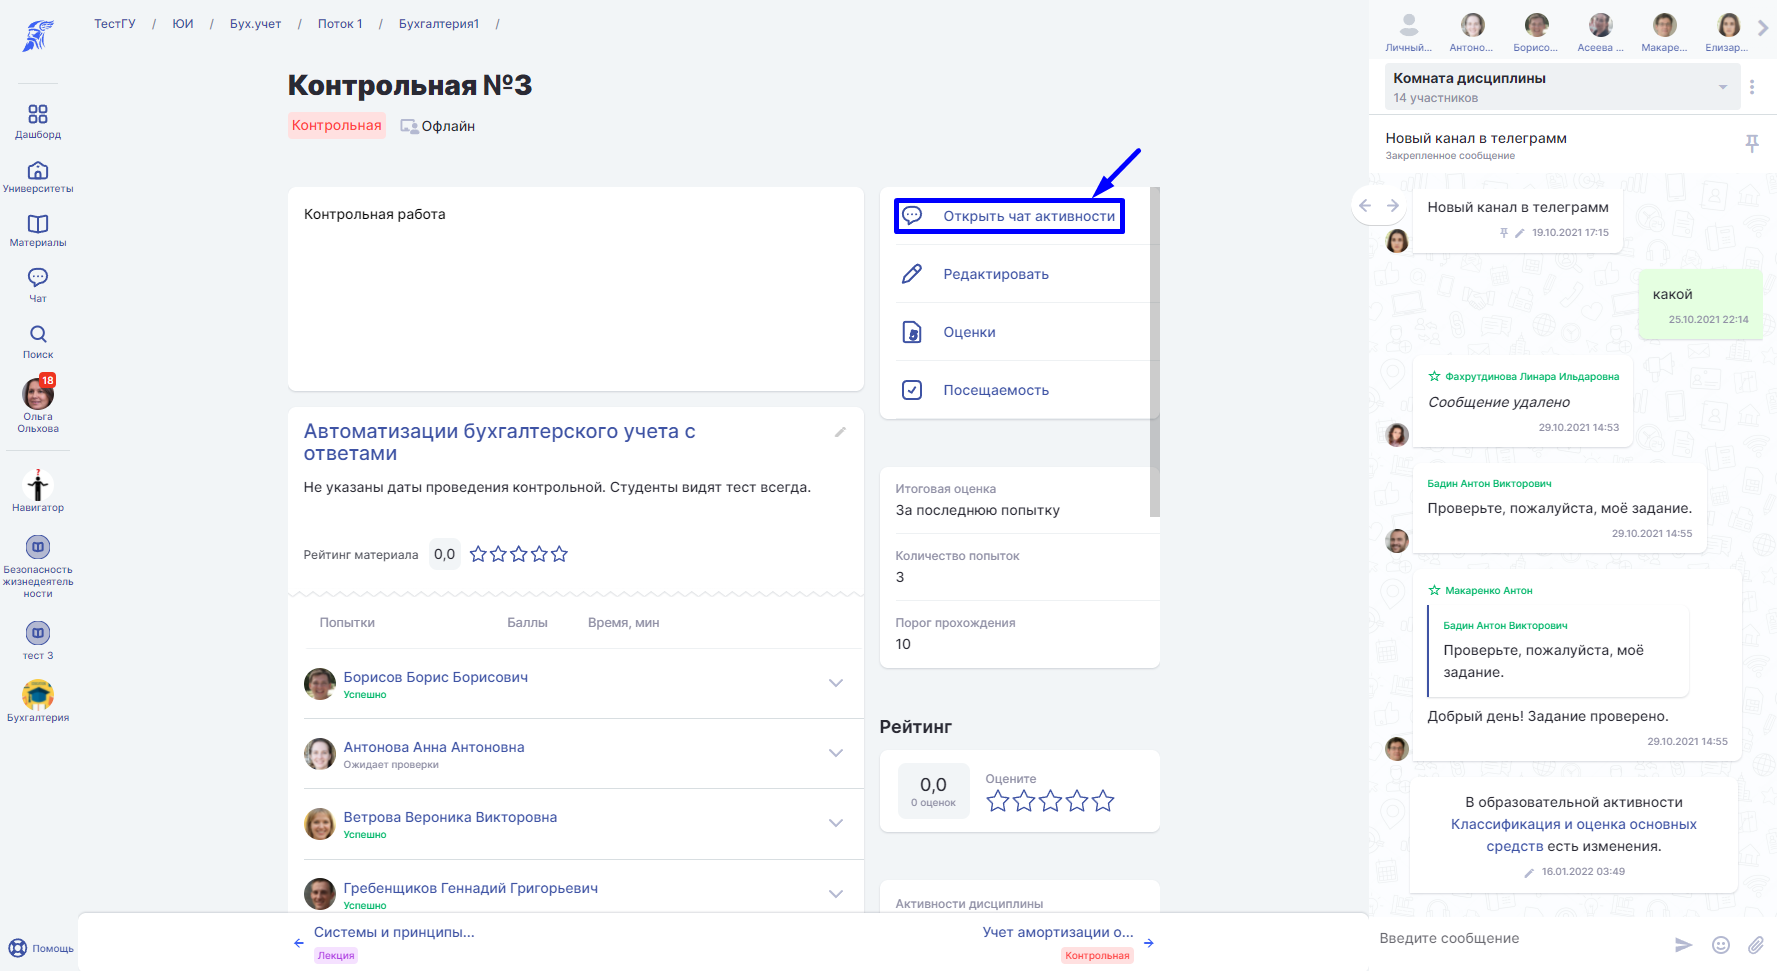 ТестГУ / ЮИ / Бух.учет / Поток 1 / Бухгалтерия1 /
Дашборд
Университеты
Материалы
Чат
Поиск
18
Ольга
Ольхова
Навигатор
Безопасность
жизнедеятель
ности
тест 3
Бухгалтерия
Помощь
Контрольная №3
Контрольная Офлайн
Контрольная работа
Открыть чат активности
Редактировать
Оценки
Посещаемость
Автоматизации бухгалтерского учета с
ответами
Не указаны даты проведения контрольной. Студенты видят тест всегда.
Рейтинг материала 0,0
Попытки Баллы Время, мин
Борисов Борис Борисович
Успешно
Антонова Анна Антоновна
Ожидает проверки
Ветрова Вероника Викторовна
Успешно
Гребенщиков Геннадий Григорьевич
Успешно
Итоговая оценка
За последнюю попытку
Количество попыток
3
Порог прохождения
10
Рейтинг
0,0
0 оценок
Оцените
Активности дисциплины
Системы и принципы...
Лекция
Учет амортизации о...
Контрольная
Личный... Антоно... Борисо... Асеева ... Макаре... Елизар...
Комната дисциплины
14 участников
Новый канал в телеграмм
Закрепленное сообщение
Новый канал в телеграмм
19.10.2021 17:15
какой
25.10.2021 22:14
Фахрутдинова Линара Ильдаровна
Сообщение удалено
29.10.2021 14:53
Бадин Антон Викторович
Проверьте, пожалуйста, моё задание.
29.10.2021 14:55
Макаренко Антон
Бадин Антон Викторович
Проверьте, пожалуйста, моё
задание.
Добрый день! Задание проверено.
29.10.2021 14:55
В образовательной активности
Классификация и оценка основных
средств есть изменения.
16.01.2022 03:49
Введите сообщение